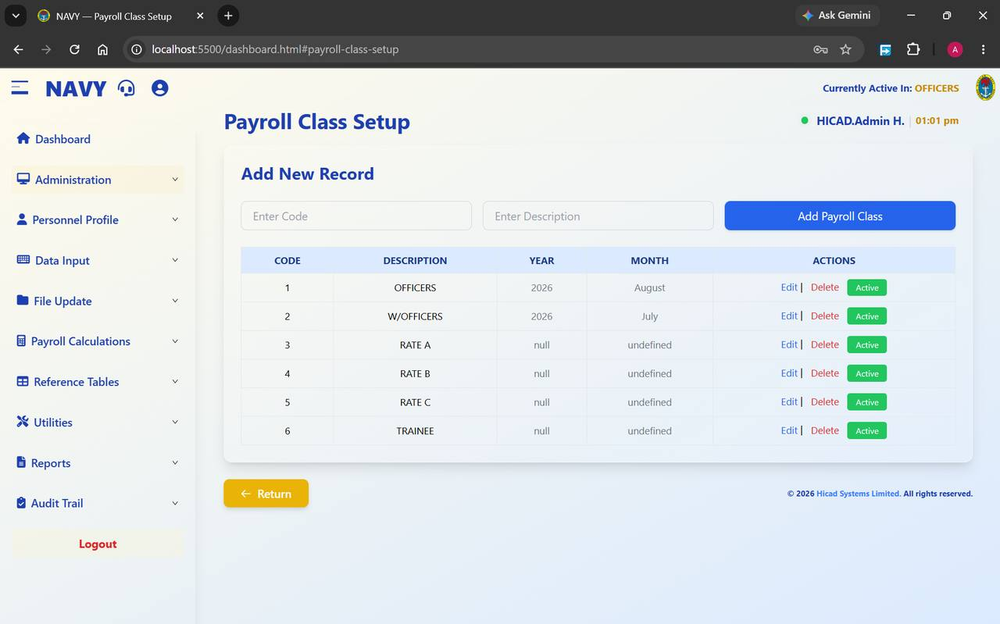 NAVY — Payroll Class Setup
Ask Gemini
localhost:5500/dashboard.html#payroll-class-setup
A
NAVY
Currently Active In: OFFICERS
Payroll Class Setup
HICAD.Admin H. | 01:01 pm
Dashboard
Administration
Personnel Profile
Data Input
File Update
Payroll Calculations
Reference Tables
Utilities
Reports
Audit Trail
Logout
Add New Record
Enter Code Enter Description Add Payroll Class
CODE DESCRIPTION YEAR MONTH ACTIONS
1 OFFICERS 2026 August Edit | Delete Active
2 W/OFFICERS 2026 July Edit | Delete Active
3 RATE A null undefined Edit | Delete Active
4 RATE B null undefined Edit | Delete Active
5 RATE C null undefined Edit | Delete Active
6 TRAINEE null undefined Edit | Delete Active
← Return
© 2026 Hicad Systems Limited. All rights reserved.